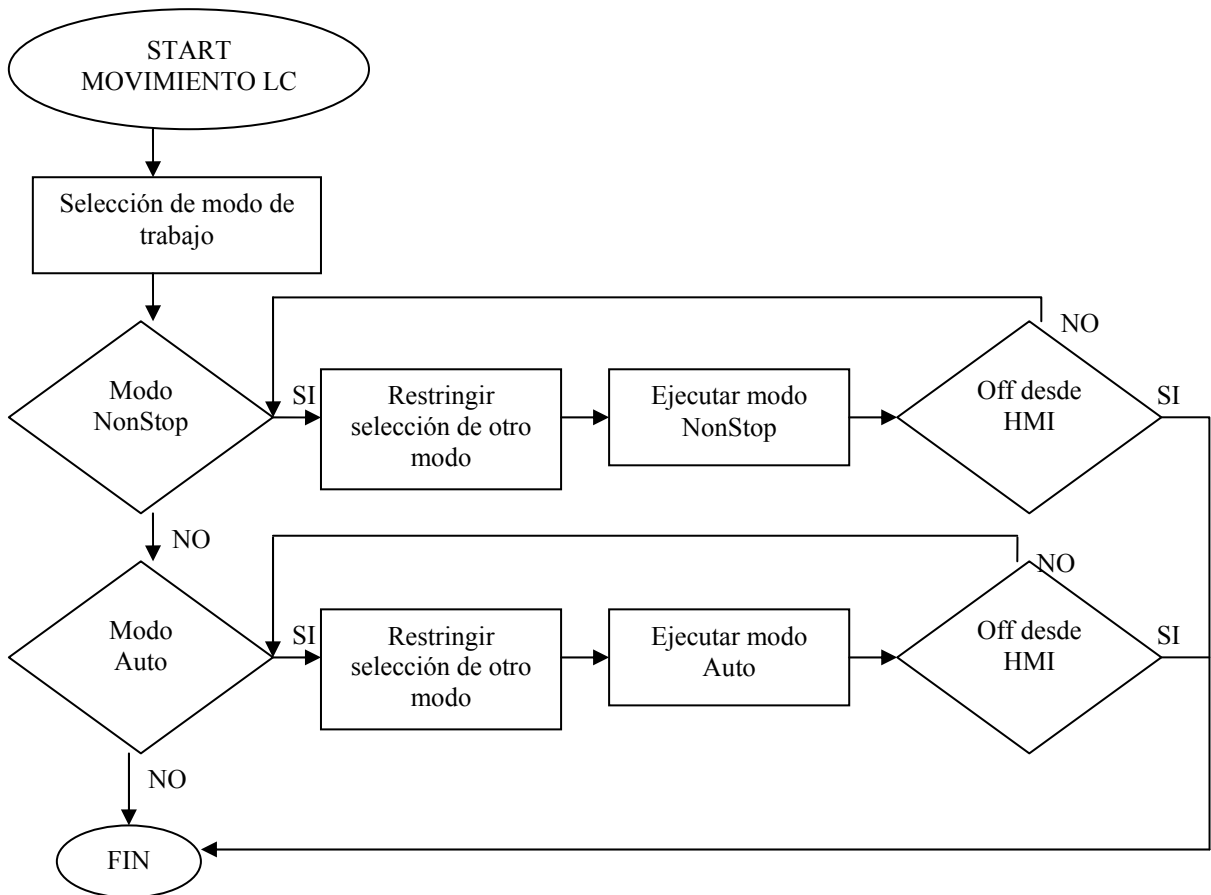 START
MOVIMIENTO LC
Selección de modo de
trabajo
Modo
NonStop
SI
Restringir
selección de otro
modo
Ejecutar modo
NonStop
Off desde
HMI
NO
SI
NO
Modo
Auto
SI
Restringir
selección de otro
modo
Ejecutar modo
Auto
Off desde
HMI
NO
SI
NO
FIN